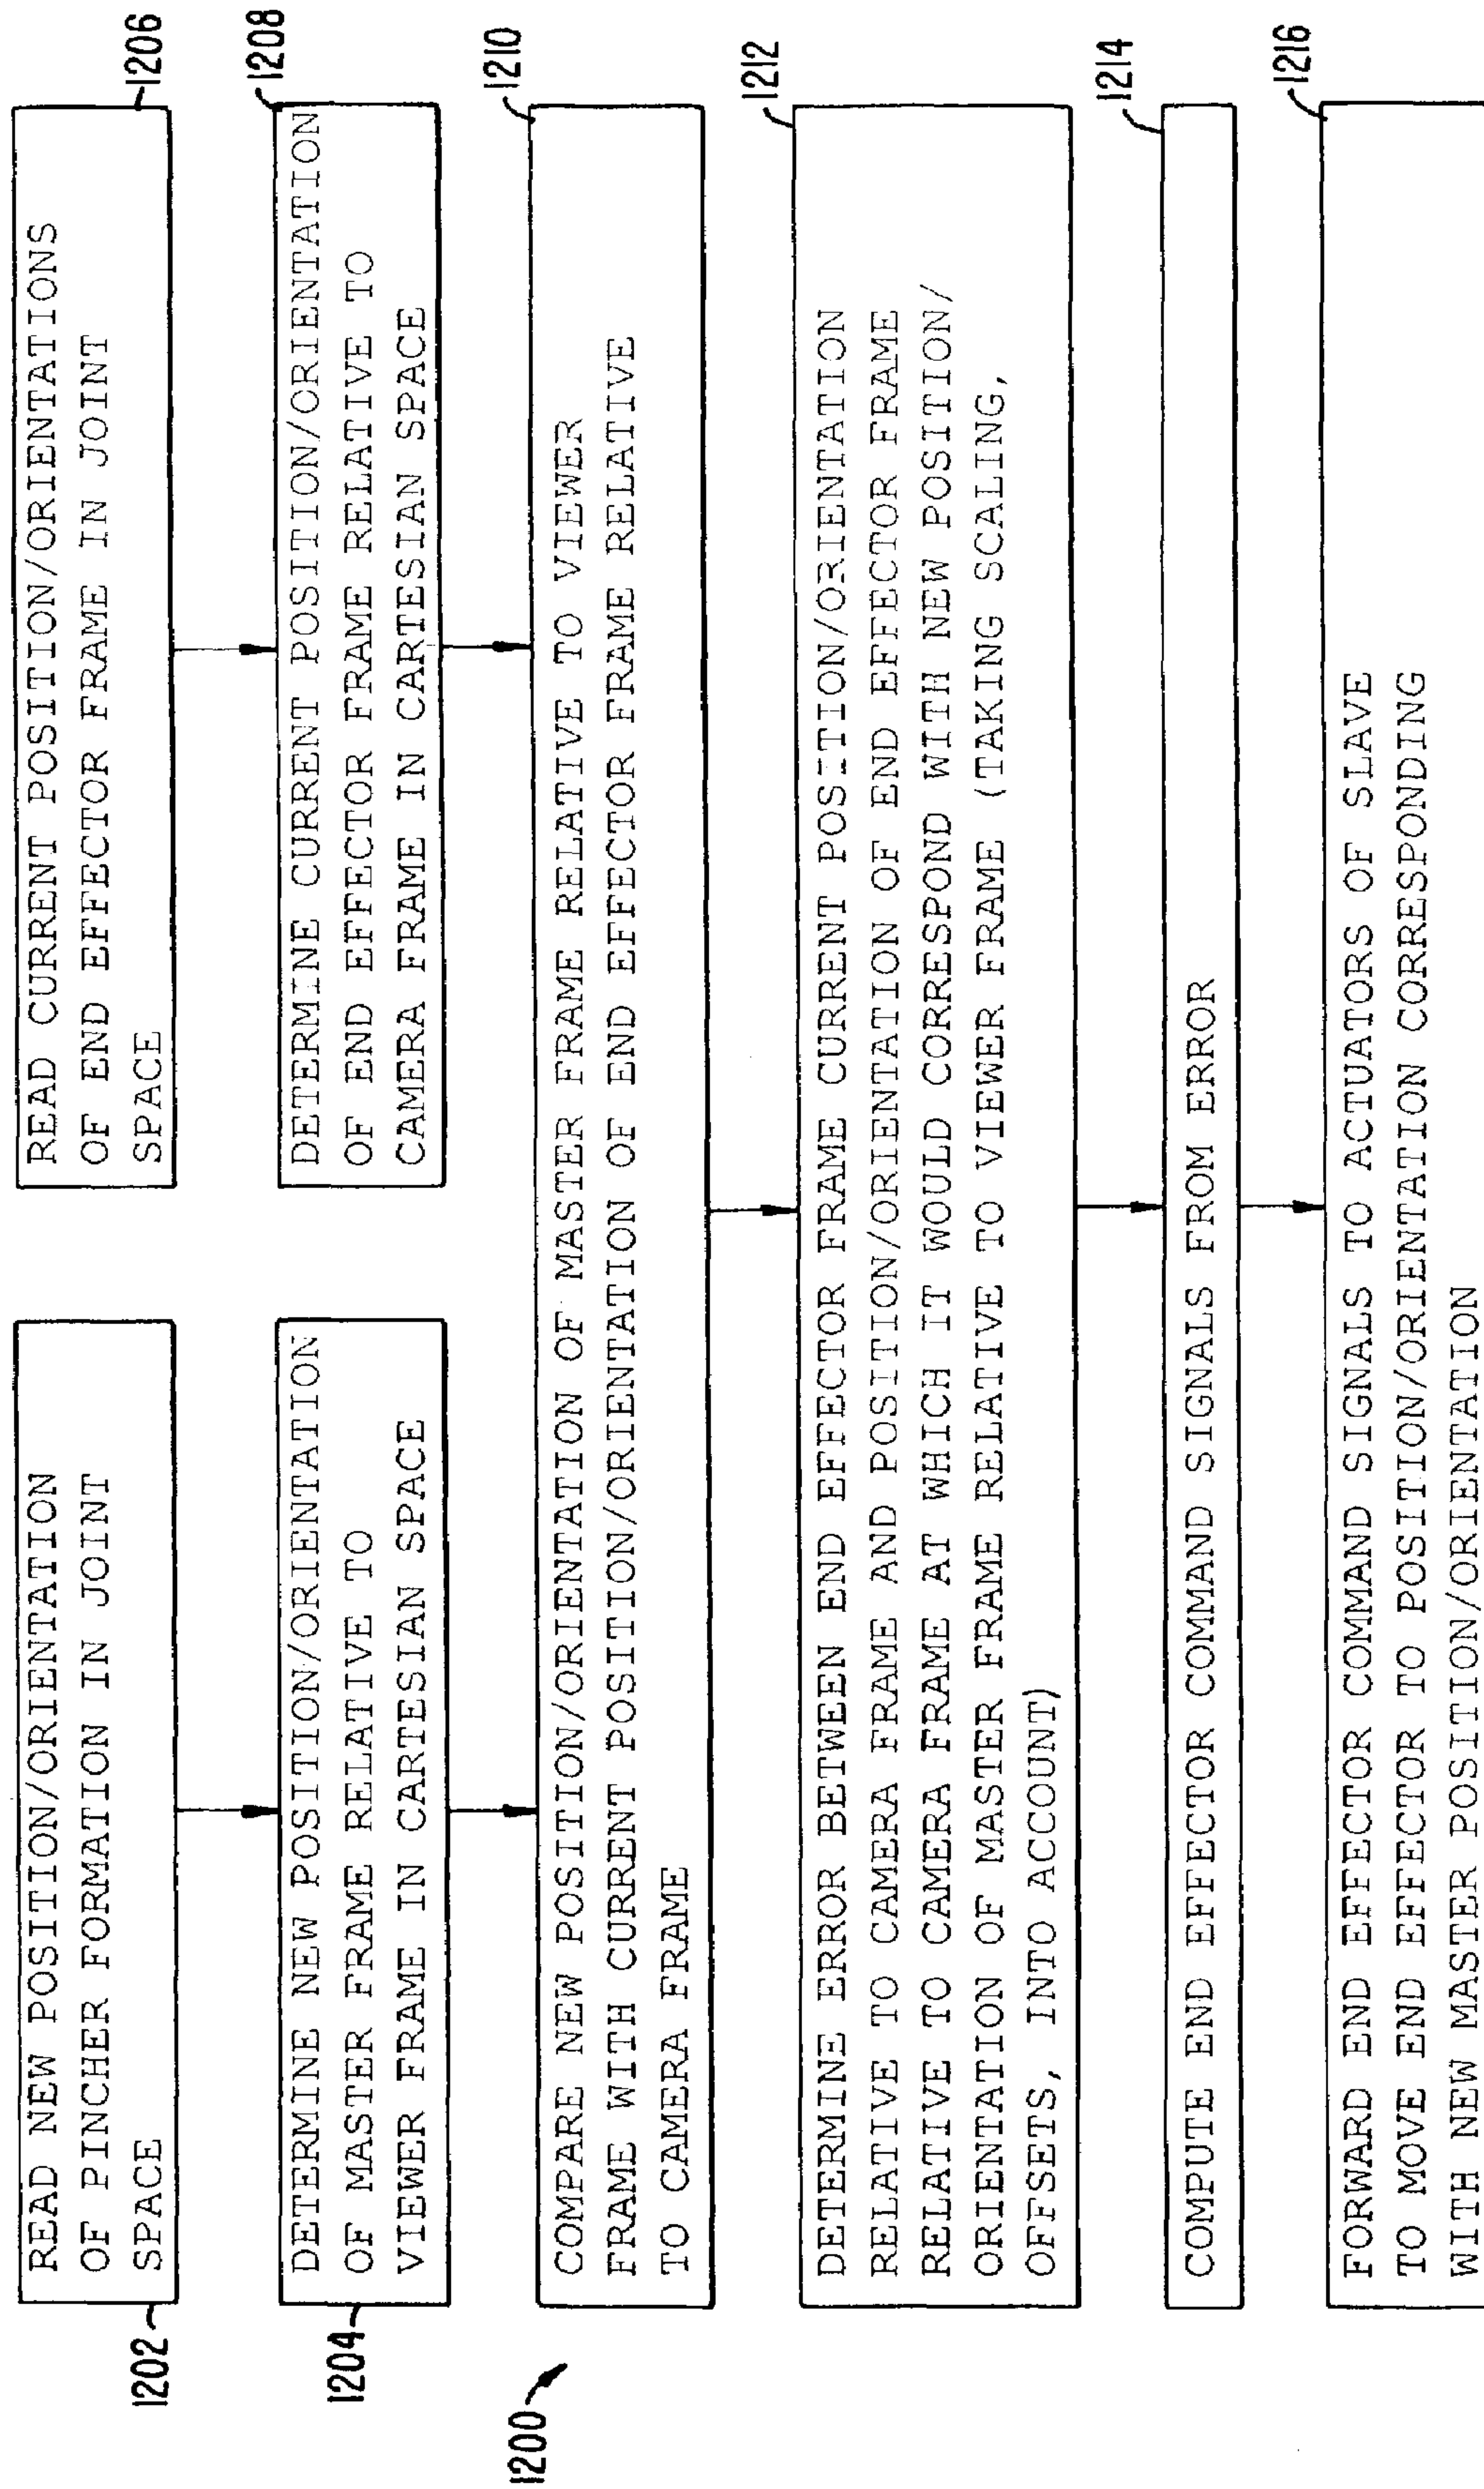 1200
1202
READ NEW POSITION/ORIENTATION
OF PINCHER FORMATION IN JOINT
SPACE
1206
READ CURRENT POSITION/ORIENTATIONS
OF END EFFECTOR FRAME IN JOINT
SPACE
1204
DETERMINE NEW POSITION/ORIENTATION
OF MASTER FRAME RELATIVE TO
VIEWER FRAME IN CARTESIAN SPACE
1208
DETERMINE CURRENT POSITION/ORIENTATION
OF END EFFECTOR FRAME RELATIVE TO
CAMERA FRAME IN CARTESIAN SPACE
1210
COMPARE NEW POSITION/ORIENTATION OF MASTER FRAME RELATIVE TO VIEWER
FRAME WITH CURRENT POSITION/ORIENTATION OF END EFFECTOR FRAME RELATIVE
TO CAMERA FRAME
1212
DETERMINE ERROR BETWEEN END EFFECTOR FRAME CURRENT POSITION/ORIENTATION
RELATIVE TO CAMERA FRAME AND POSITION/ORIENTATION OF END EFFECTOR FRAME
RELATIVE TO CAMERA FRAME AT WHICH IT WOULD CORRESPOND WITH NEW POSITION/
ORIENTATION OF MASTER FRAME RELATIVE TO VIEWER FRAME (TAKING SCALING,
OFFSETS, INTO ACCOUNT)
1214
COMPUTE END EFFECTOR COMMAND SIGNALS FROM ERROR
1216
FORWARD END EFFECTOR COMMAND SIGNALS TO ACTUATORS OF SLAVE
TO MOVE END EFFECTOR TO POSITION/ORIENTATION CORRESPONDING
WITH NEW MASTER POSITION/ORIENTATION